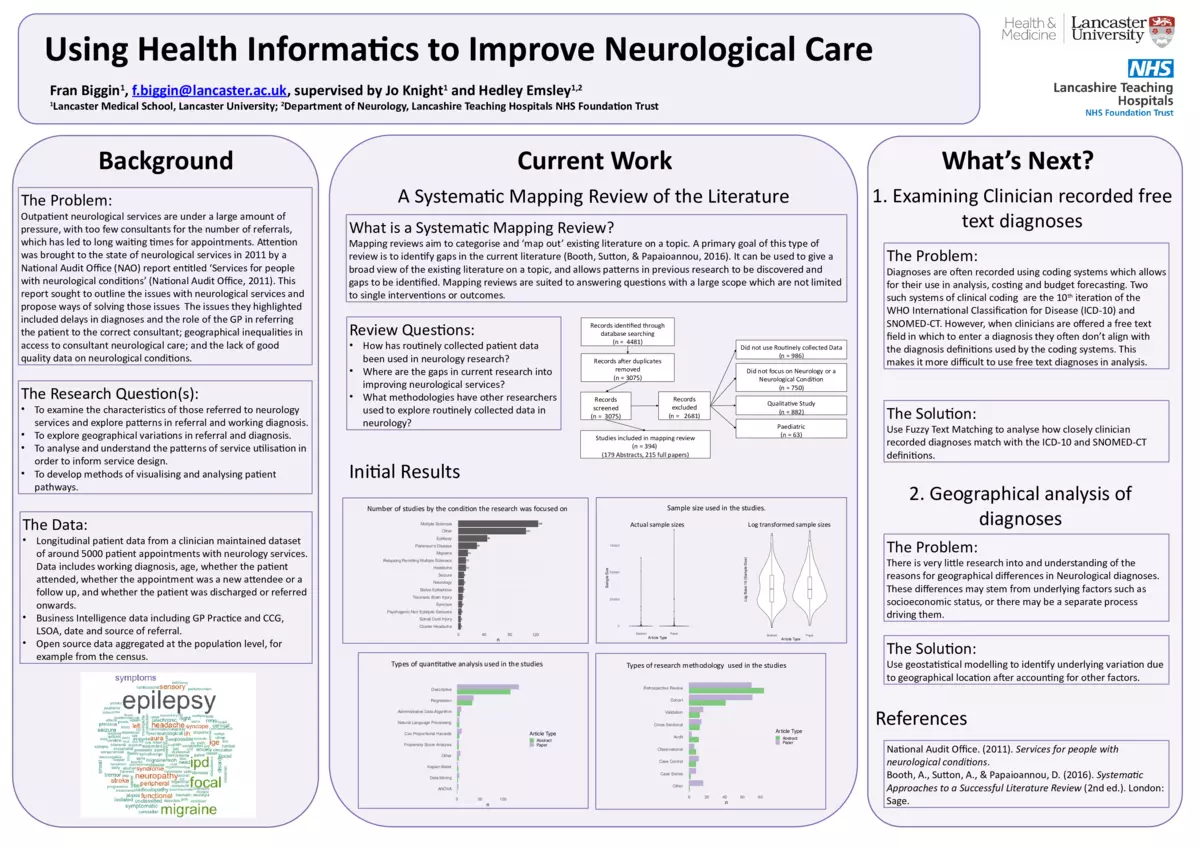 Using Health Informatics to Improve Neurological Care
Fran Biggin1, f.biggin@lancaster.ac.uk, supervised by Jo Knight1 and Hedley Emsley1,2
1Lancaster Medical School, Lancaster University; 2Department of Neurology, Lancashire Teaching Hospitals NHS Foundation Trust
Health &
Medicine
Lancaster
University
NHS
Lancashire Teaching
Hospitals
NHS Foundation Trust
Background
The Problem:
Outpatient neurological services are under a large amount of
pressure, with too few consultants for the number of referrals,
which has led to long waiting times for appointments. Attention
was brought to the state of neurological services in 2011 by a
National Audit Office (NAO) report entitled ‘Services for people
with neurological conditions’ (National Audit Office, 2011). This
report sought to outline the issues with neurological services and
propose ways of solving those issues  The issues they highlighted
included delays in diagnoses and the role of the GP in referring
the patient to the correct consultant; geographical inequalities in
access to consultant neurological care; and the lack of good
quality data on neurological conditions.
The Research Question(s):
• To examine the characteristics of those referred to neurology
services and explore patterns in referral and working diagnosis.
• To explore geographical variations in referral and diagnosis.
• To analyse and understand the patterns of service utilisation in
order to inform service design.
• To develop methods of visualising and analysing patient
pathways.
The Data:
• Longitudinal patient data from a clinician maintained dataset
of around 5000 patient appointments with neurology services.
Data includes working diagnosis, age, whether the patient
attended, whether the appointment was a new attendee or a
follow up, and whether the patient was discharged or referred
onwards.
• Business Intelligence data including GP Practice and CCG,
LSOA, date and source of referral.
• Open source data aggregated at the population level, for
example from the census.
symptoms
sensory
epilepsy
left
headache
syncope
aura
ige
ipd
syndrome
neuropathy
stroke
peripheral
focal
functional
symptomatic
migraine
Current Work
A Systematic Mapping Review of the Literature
What is a Systematic Mapping Review?
Mapping reviews aim to categorise and ‘map out’ existing literature on a topic. A primary goal of this type of
review is to identify gaps in the current literature (Booth, Sutton, & Papaioannou, 2016). It can be used to give a
broad view of the existing literature on a topic, and allows patterns in previous research to be discovered and
gaps to be identified. Mapping reviews are suited to answering questions with a large scope which are not limited
to single interventions or outcomes.
Review Questions:
• How has routinely collected patient data
been used in neurology research?
• Where are the gaps in current research into
improving neurological services?
• What methodologies have other researchers
used to explore routinely collected data in
neurology?
Records identified through
database searching
(n = 4481)
Records after duplicates
removed
(n = 3075)
Records
screened
(n = 3075)
Records
excluded
(n = 2681)
Did not use Routinely collected Data
(n = 986)
Did not focus on Neurology or a
Neurological Condition
(n = 750)
Qualitative Study
(n = 882)
Paediatric
(n = 63)
Studies included in mapping review
(n = 394)
(179 Abstracts, 215 full papers)
Initial Results
Number of studies by the condition the research was focused on
Multiple Sclerosis
Other
Epilepsy
Parkinson's Disease
Migraine
Relapsing Remitting Multiple Sclerosis
Headache
Seizure
Neurology
Status Epilepticus
Traumatic Brain Injury
Syncope
Psychogenic Non Epileptic Seizures
Spinal Cord Injury
Cluster Headache
0 40 80 120
n
Sample size used in the studies.
Actual sample sizes
Log transformed sample sizes
Sample Size
Abstract Paper
Article Type
Abstract Paper
Article Type
Types of quantitative analysis used in the studies
Descriptive
Regression
Administrative Data Algorithm
Natural Language Processing
Cox Proportional Hazards
Propensity Score Analysis
Other
Kaplan Meier
Data Mining
ANOVA
0 50 100
n
Article Type
Abstract
Paper
Types of research methodology  used in the studies
Retrospective Review
Cohort
Validation
Cross Sectional
Audit
Observational
Case Control
Case Series
Other
0 20 40 60 80
n
Article Type
Abstract
Paper
What’s Next?
1. Examining Clinician recorded free
text diagnoses
The Problem:
Diagnoses are often recorded using coding systems which allows
for their use in analysis, costing and budget forecasting. Two
such systems of clinical coding  are the 10th iteration of the
WHO International Classification for Disease (ICD-10) and
SNOMED-CT. However, when clinicians are offered a free text
field in which to enter a diagnosis they often don’t align with
the diagnosis definitions used by the coding systems. This
makes it more difficult to use free text diagnoses in analysis.
The Solution:
Use Fuzzy Text Matching to analyse how closely clinician
recorded diagnoses match with the ICD-10 and SNOMED-CT
definitions.
2. Geographical analysis of
diagnoses
The Problem:
There is very little research into and understanding of the
reasons for geographical differences in Neurological diagnoses.
These differences may stem from underlying factors such as
socioeconomic status, or there may be a separate process
driving them.
The Solution:
Use geostatistical modelling to identify underlying variation due
to geographical location after accounting for other factors.
References
National Audit Office. (2011). Services for people with
neurological conditions.
Booth, A., Sutton, A., & Papaioannou, D. (2016). Systematic
Approaches to a Successful Literature Review (2nd ed.). London:
Sage.